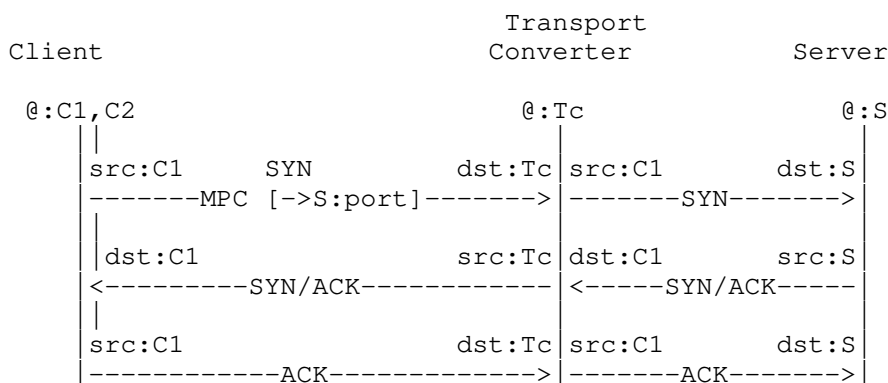 Transport
Client Converter Server
@:C1,C2 @:Tc @:S
src:C1 SYN dst:Tc src:C1 dst:S
-------MPC [->S:port]-------> -------SYN------->
dst:C1 src:Tc dst:C1 src:S
<---------SYN/ACK------------ <-----SYN/ACK-----
src:C1 dst:Tc src:C1 dst:S
------------ACK-------------> -------ACK------->